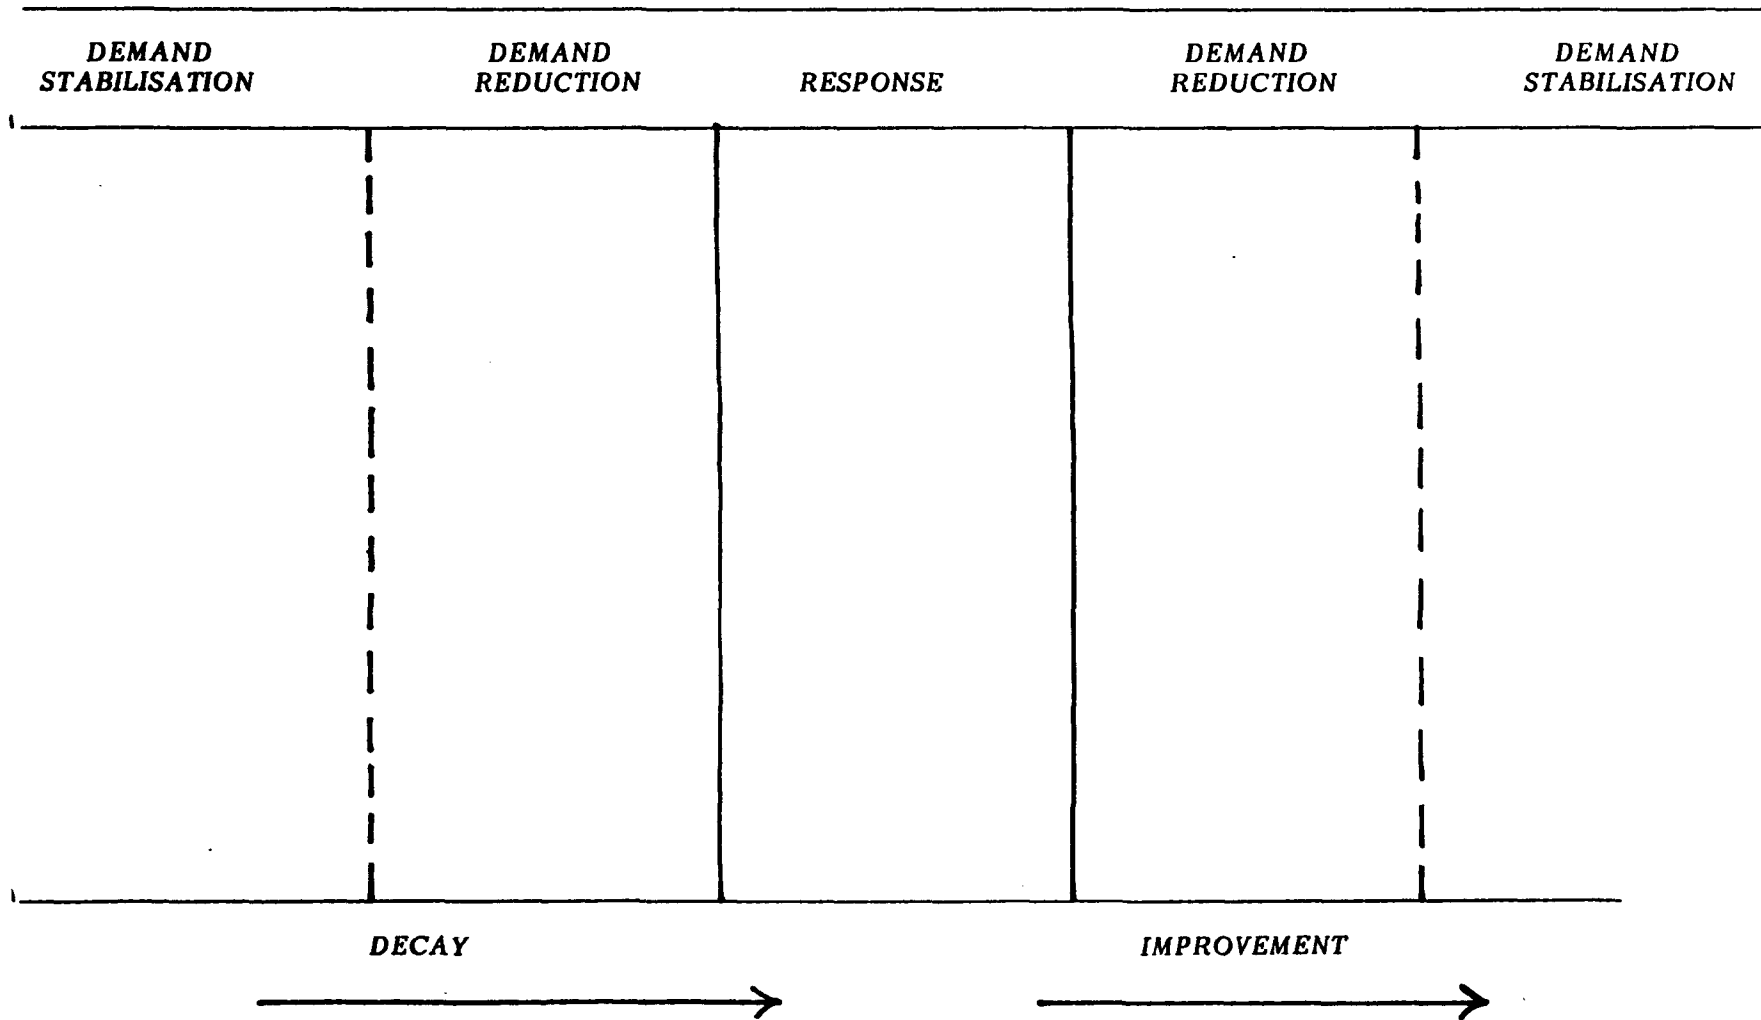 DEMAND
STABILISATION
DEMAND
REDUCTION
RESPONSE
DEMAND
REDUCTION
DEMAND
STABILISATION
DECAY
IMPROVEMENT